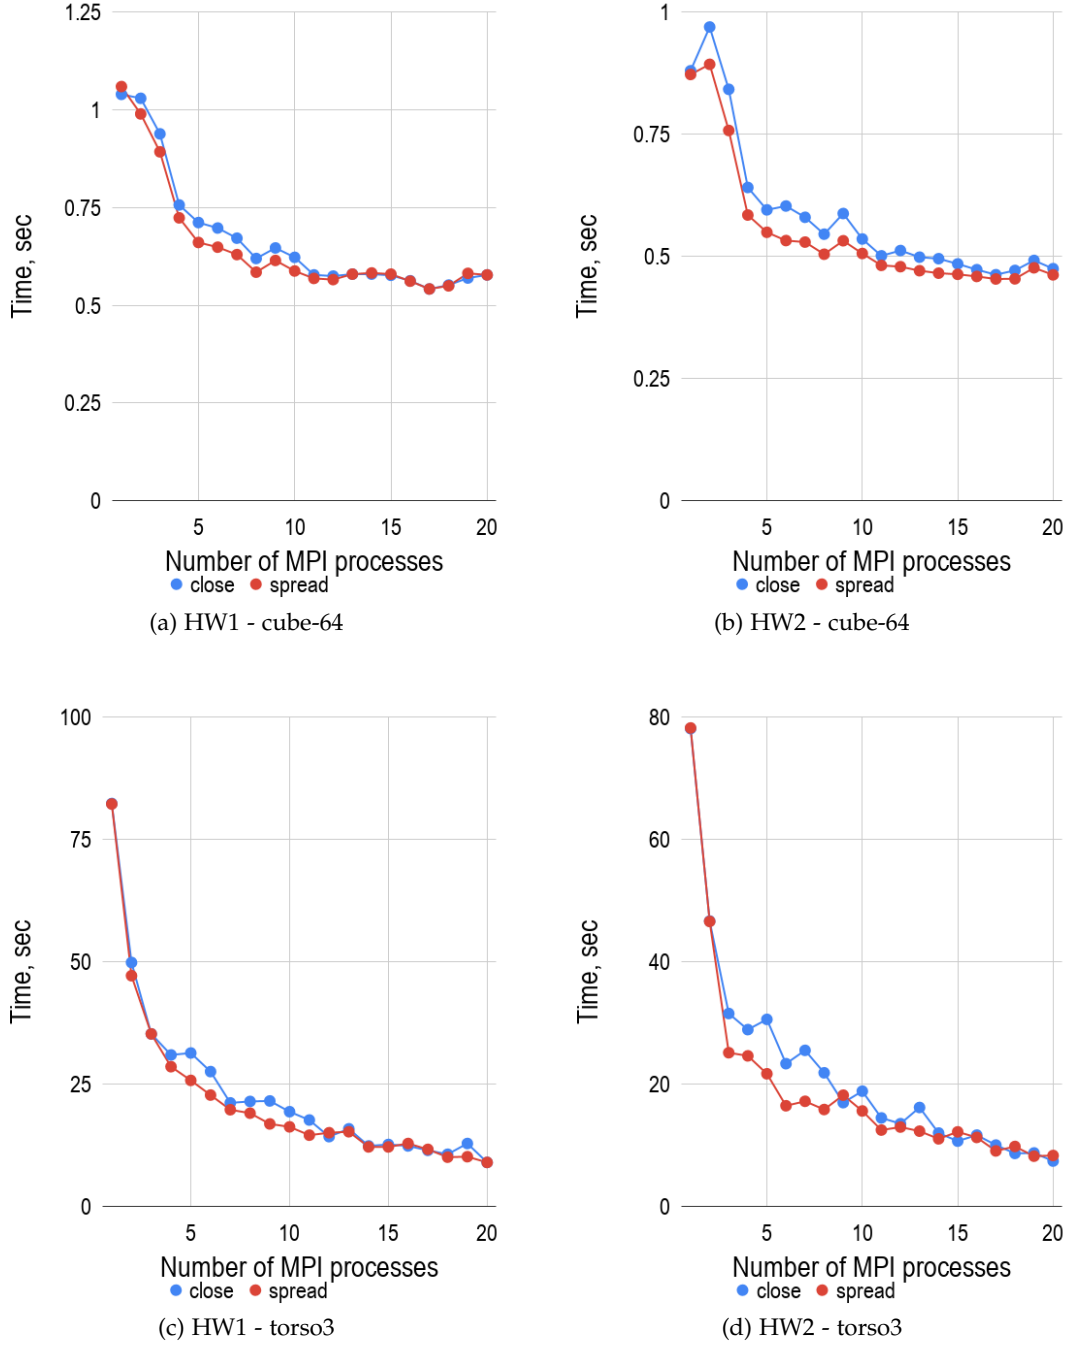 1.25
1
0.75
0.5
0.25
0
Time, sec
5 10 15 20
Number of MPI processes
close spread
(a) HW1 - cube-64
1
0.75
0.5
0.25
0
Time, sec
5 10 15 20
Number of MPI processes
close spread
(b) HW2 - cube-64
100
75
50
25
0
Time, sec
5 10 15 20
Number of MPI processes
close spread
(c) HW1 - torso3
80
60
40
20
0
Time, sec
5 10 15 20
Number of MPI processes
close spread
(d) HW2 - torso3